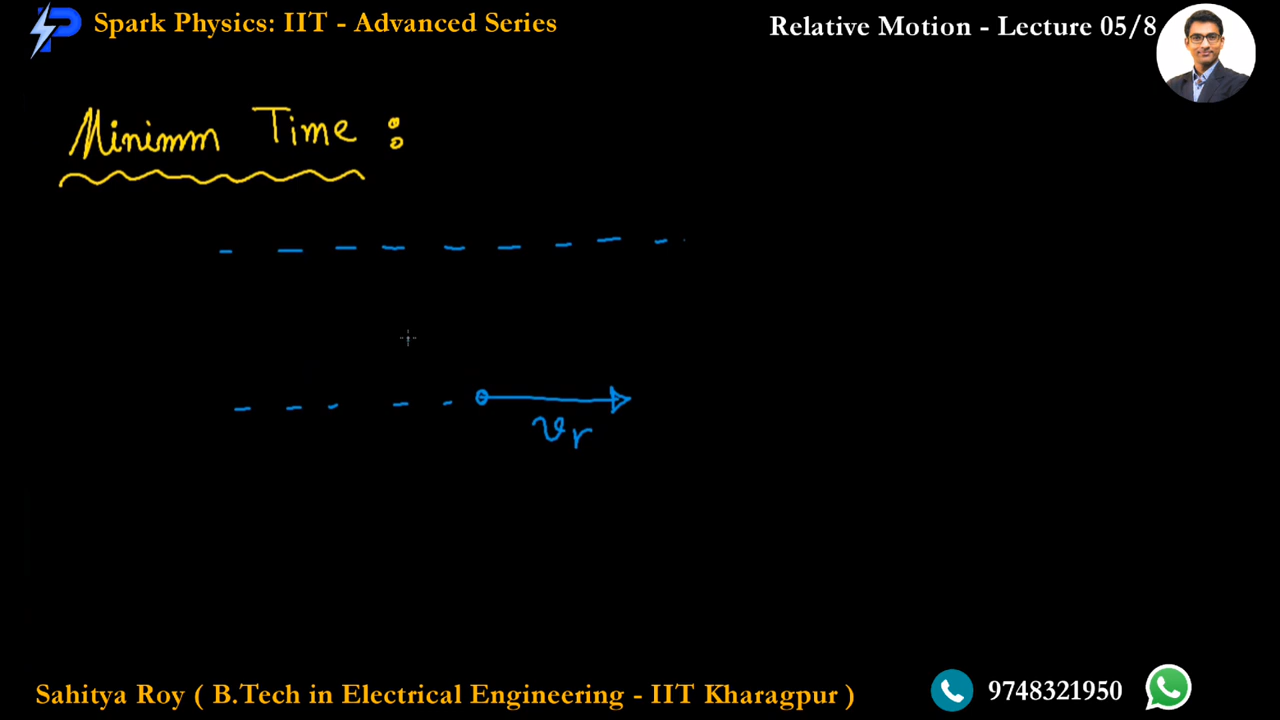 Spark Physics: IIT - Advanced Series
Relative Motion - Lecture 05/8
Minimm Time :
vr
Sahitya Roy ( B.Tech in Electrical Engineering - IIT Kharagpur )
9748321950